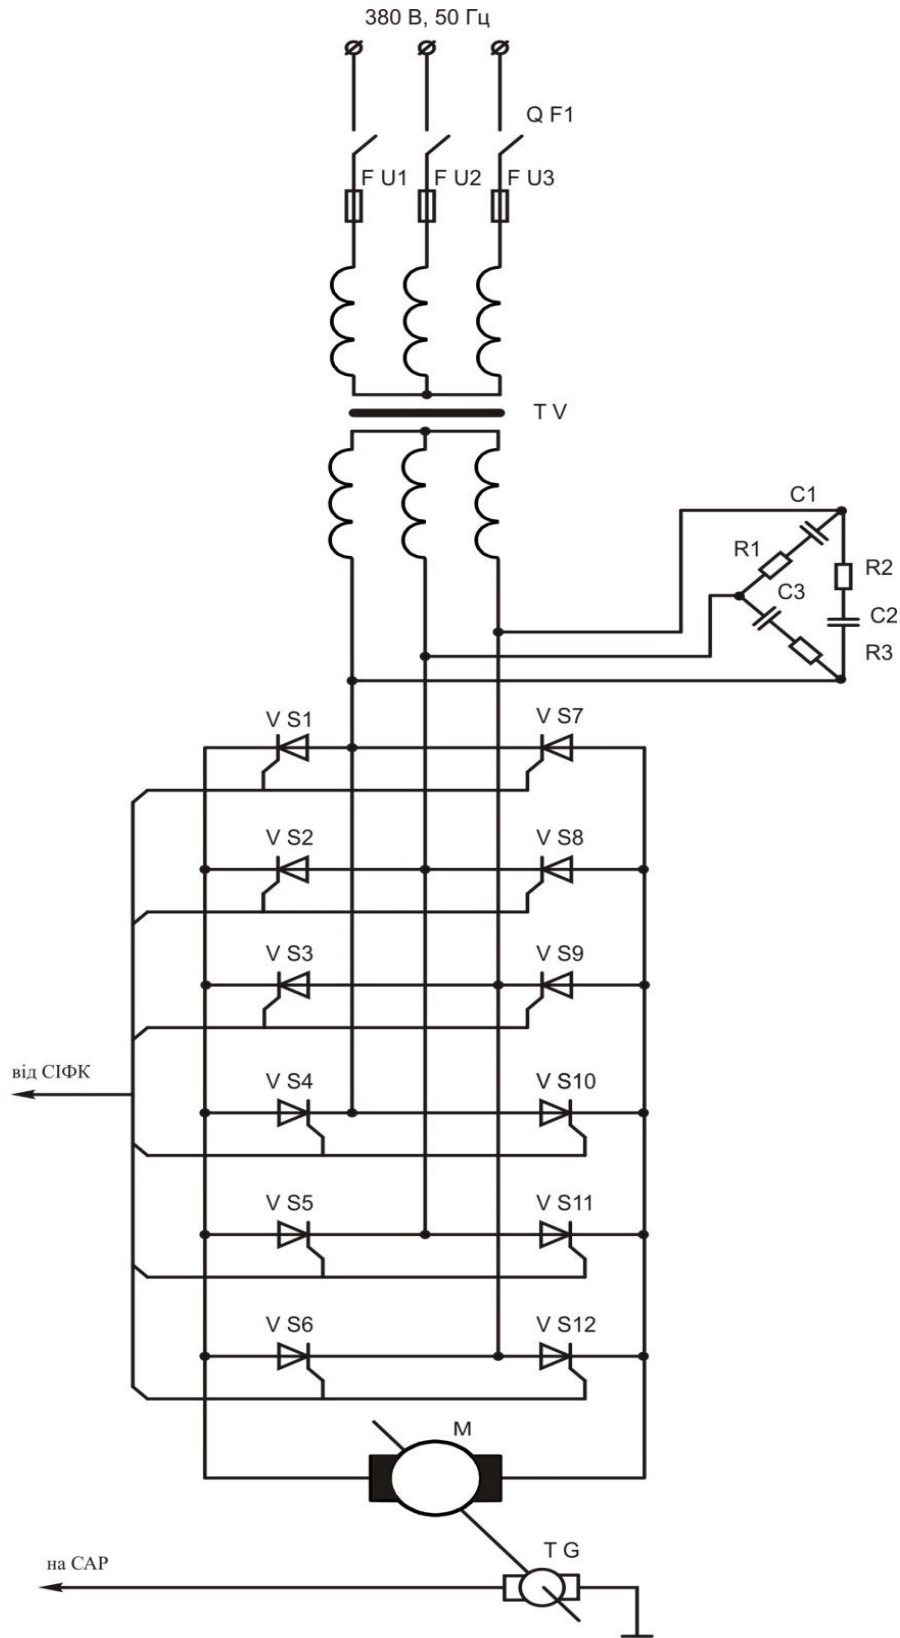 380 В, 50 Гц
Q F1
F U1 F U2 F U3
T V
C1
R1 R2
C3
C2
R3
V S1 V S7
V S2 V S8
V S3 V S9
від СІФК
V S4 V S10
V S5 V S11
V S6 V S12
M
T G
на САР